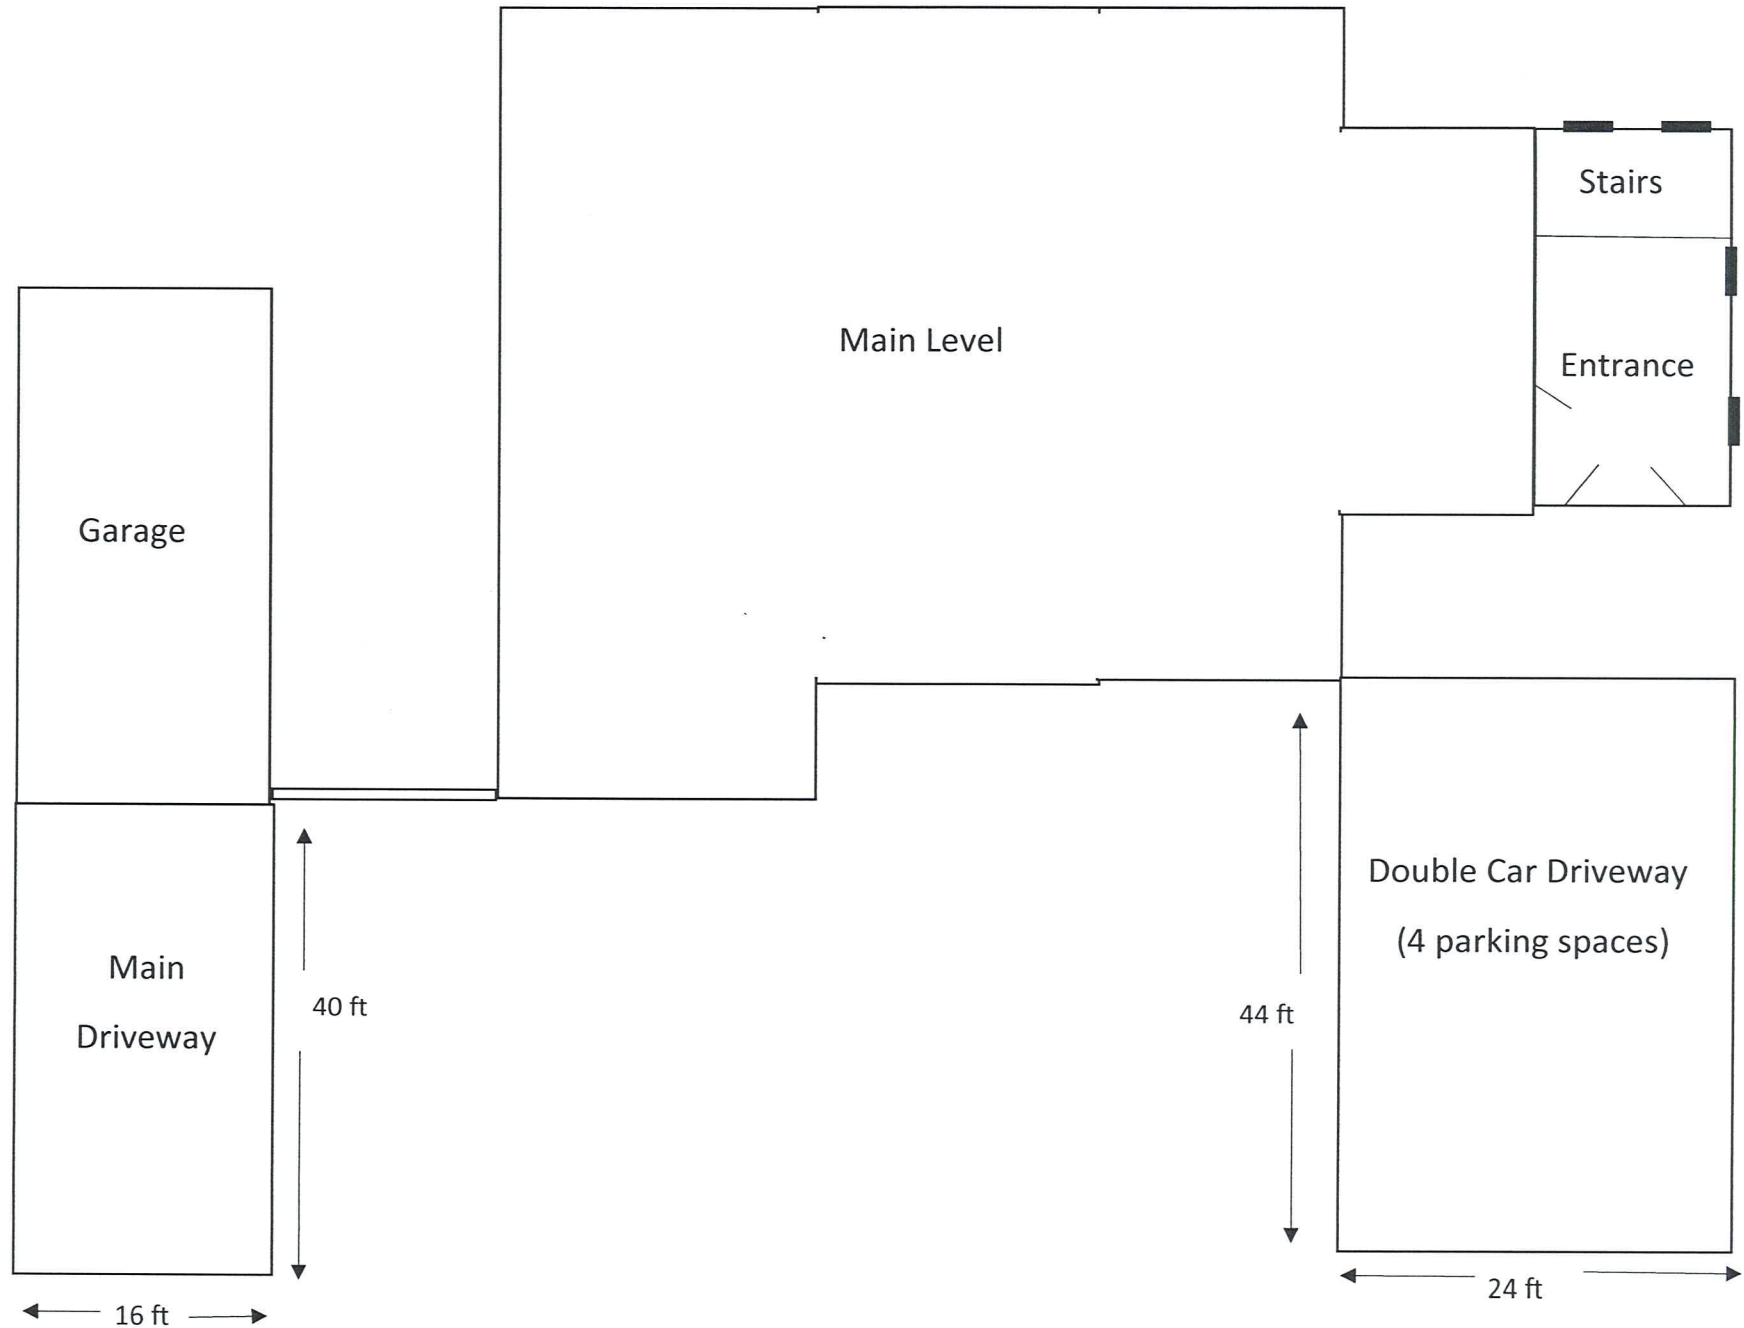 Stairs
Main Level
Entrance
Garage
Double Car Driveway
(4 parking spaces)
Main
Driveway
40 ft
44 ft
24 ft
16 ft